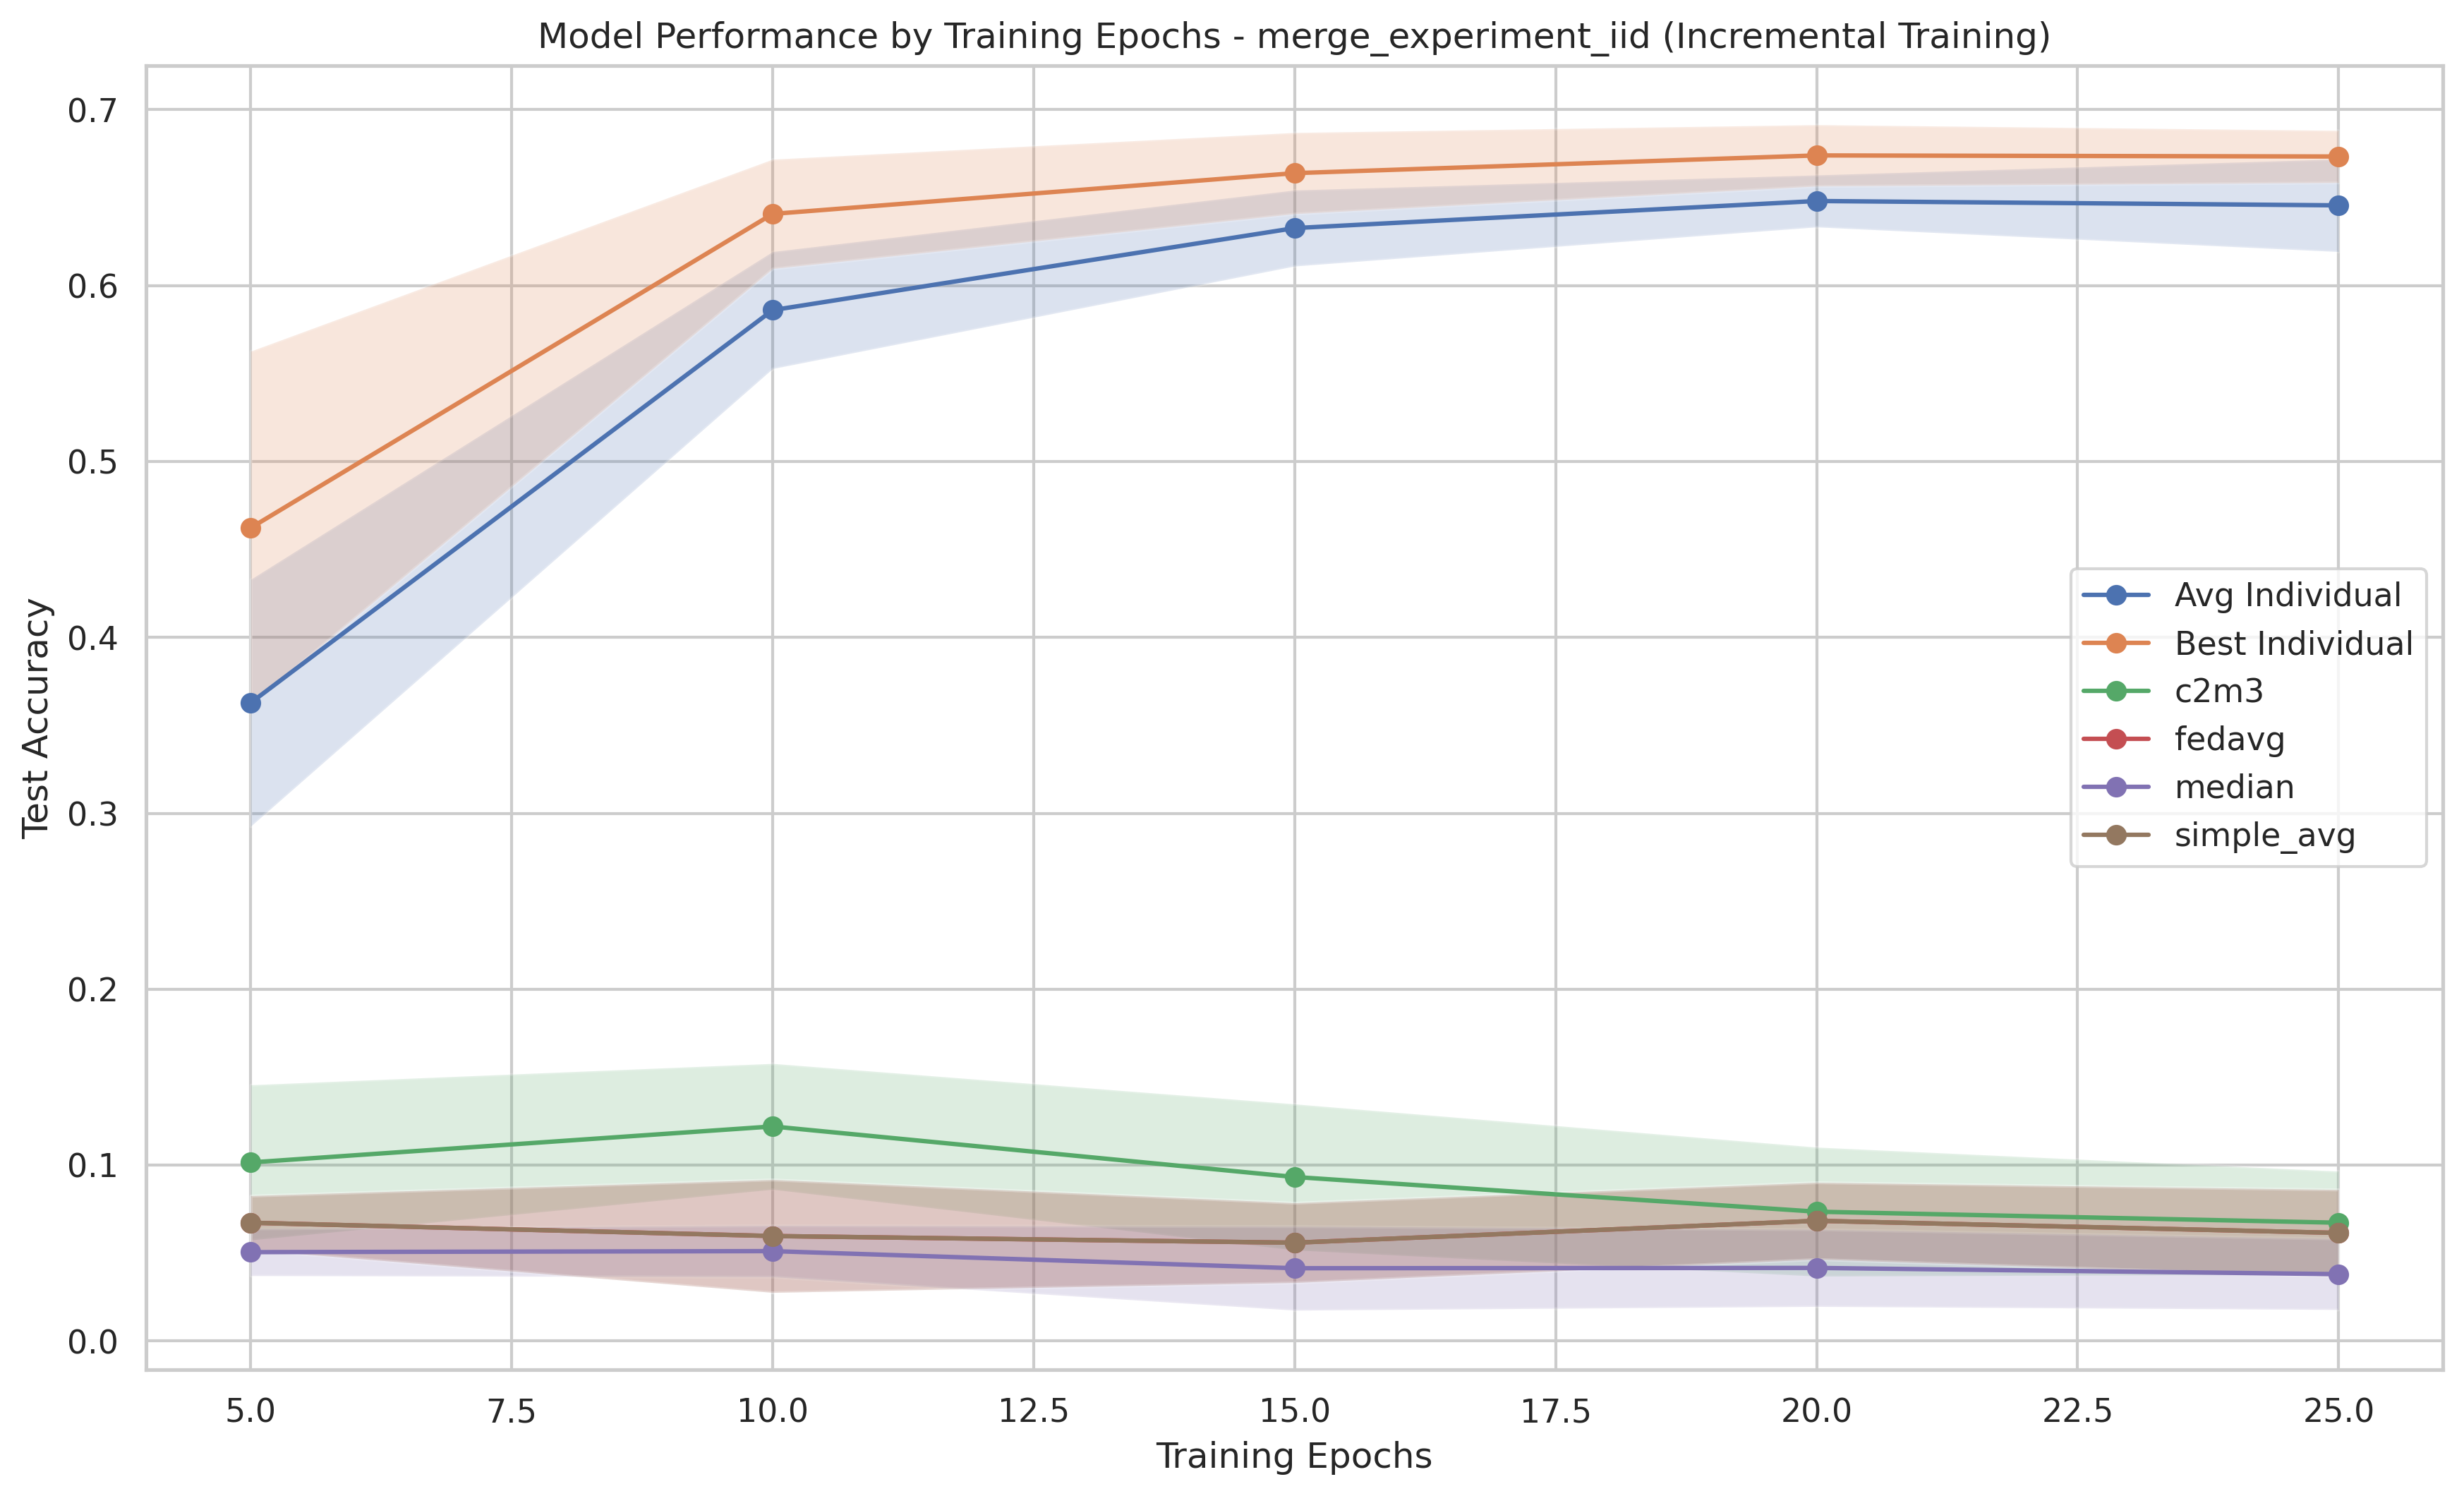 Model Performance by Training Epochs - merge_experiment_iid (Incremental Training)
0.7
0.6
0.5
0.4
0.3
0.2
0.1
0.0
Test Accuracy
Avg Individual
Best Individual
c2m3
fedavg
median
simple_avg
5.0 7.5 10.0 12.5 15.0 17.5 20.0 22.5 25.0
Training Epochs